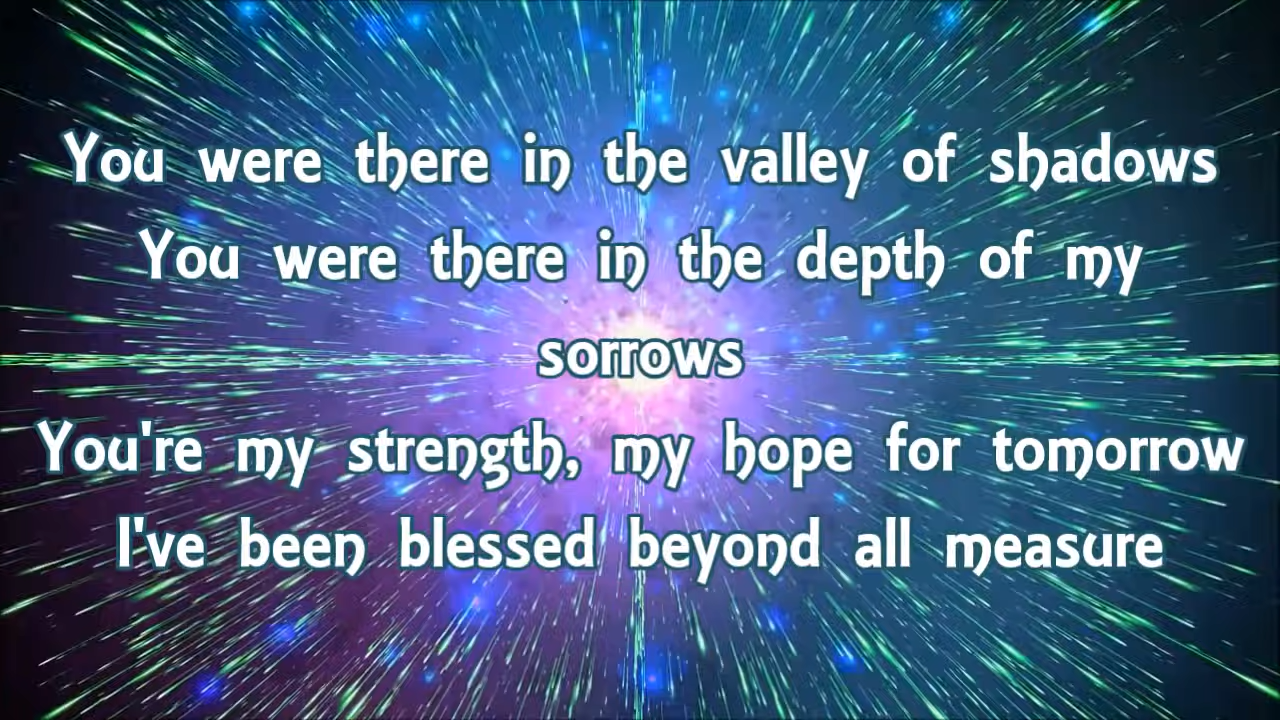 You were there in the valley of shadows
You were there in the depth of my
sorrows
You're my strength, my hope for tomorrow
I've been blessed beyond all measure